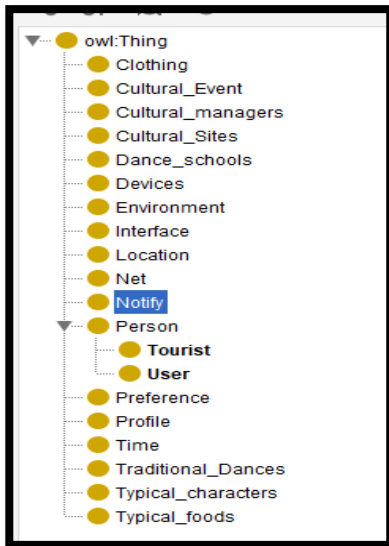 owl:Thing
Clothing
Cultural_Event
Cultural_managers
Cultural_Sites
Dance_schools
Devices
Environment
Interface
Location
Net
Notify
Person
Tourist
User
Preference
Profile
Time
Traditional_Dances
Typical_characters
Typical_foods